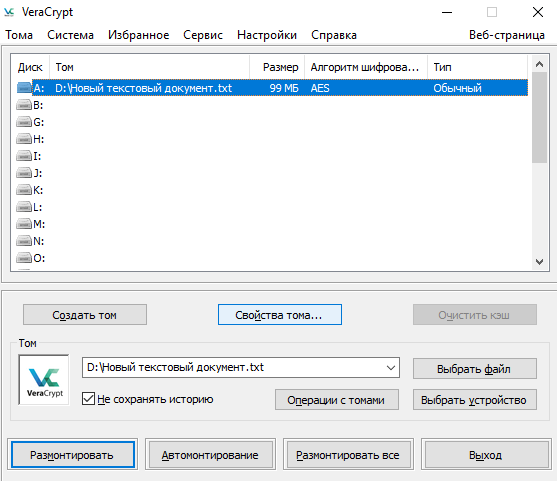 VeraCrypt
Тома Система Избранное Сервис Настройки Справка Веб-страница
Диск Том Размер Алгоритм шифрова... Тип
A: D:\Новый текстовый документ.txt 99 МБ AES Обычный
B:
G:
H:
I:
J:
K:
L:
M:
N:
O:
Создать том Свойства тома... Очистить кэш
Том
D:\Новый текстовый документ.txt Выбрать файл
VeraCrypt
Не сохранять историю Операции с томами Выбрать устройство
Размонтировать Автомонтирование Размонтировать все Выход